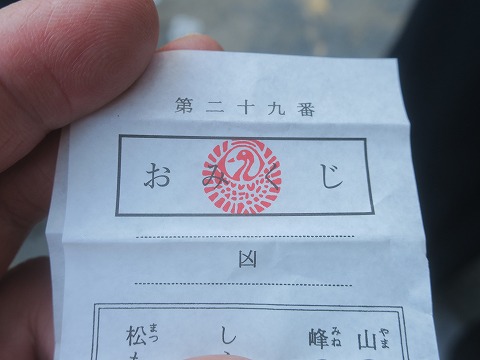 第二十九番
おみくじ
凶
山やま
峰みね
し
松まつ